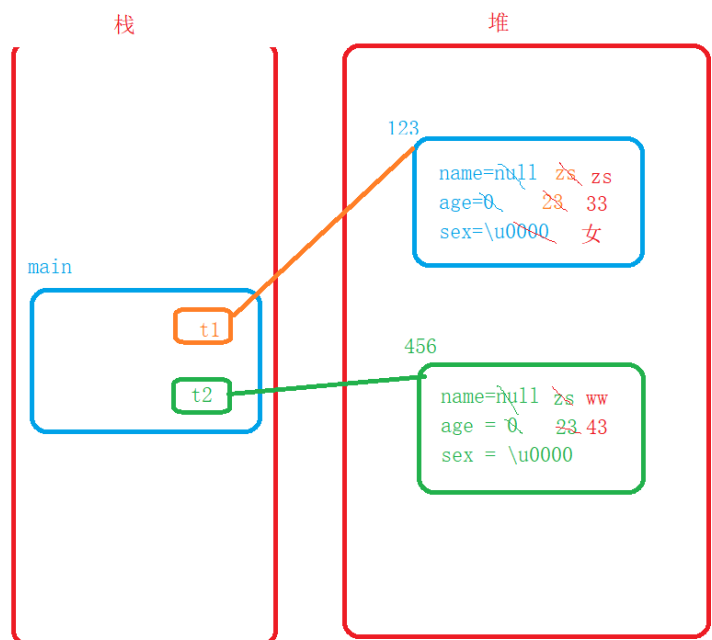 栈
堆
123
name=null zs zs
age=0 23 33
sex=\u0000 女
main
t1
456
t2
name=null zs ww
age = 0 23 43
sex = \u0000